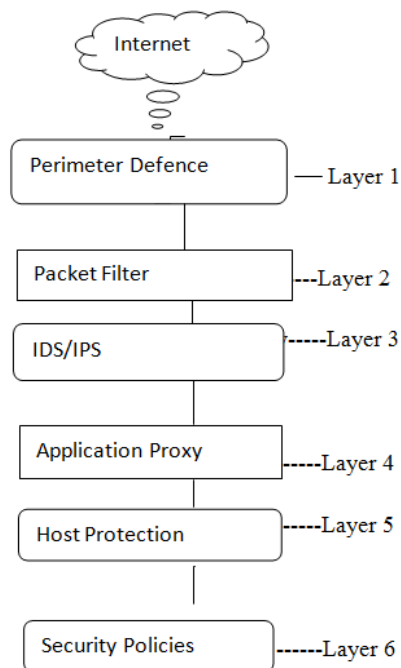 Internet
Perimeter Defence
Layer 1
Packet Filter
Layer 2
IDS/IPS
Layer 3
Application Proxy
Layer 4
Host Protection
Layer 5
Security Policies
Layer 6